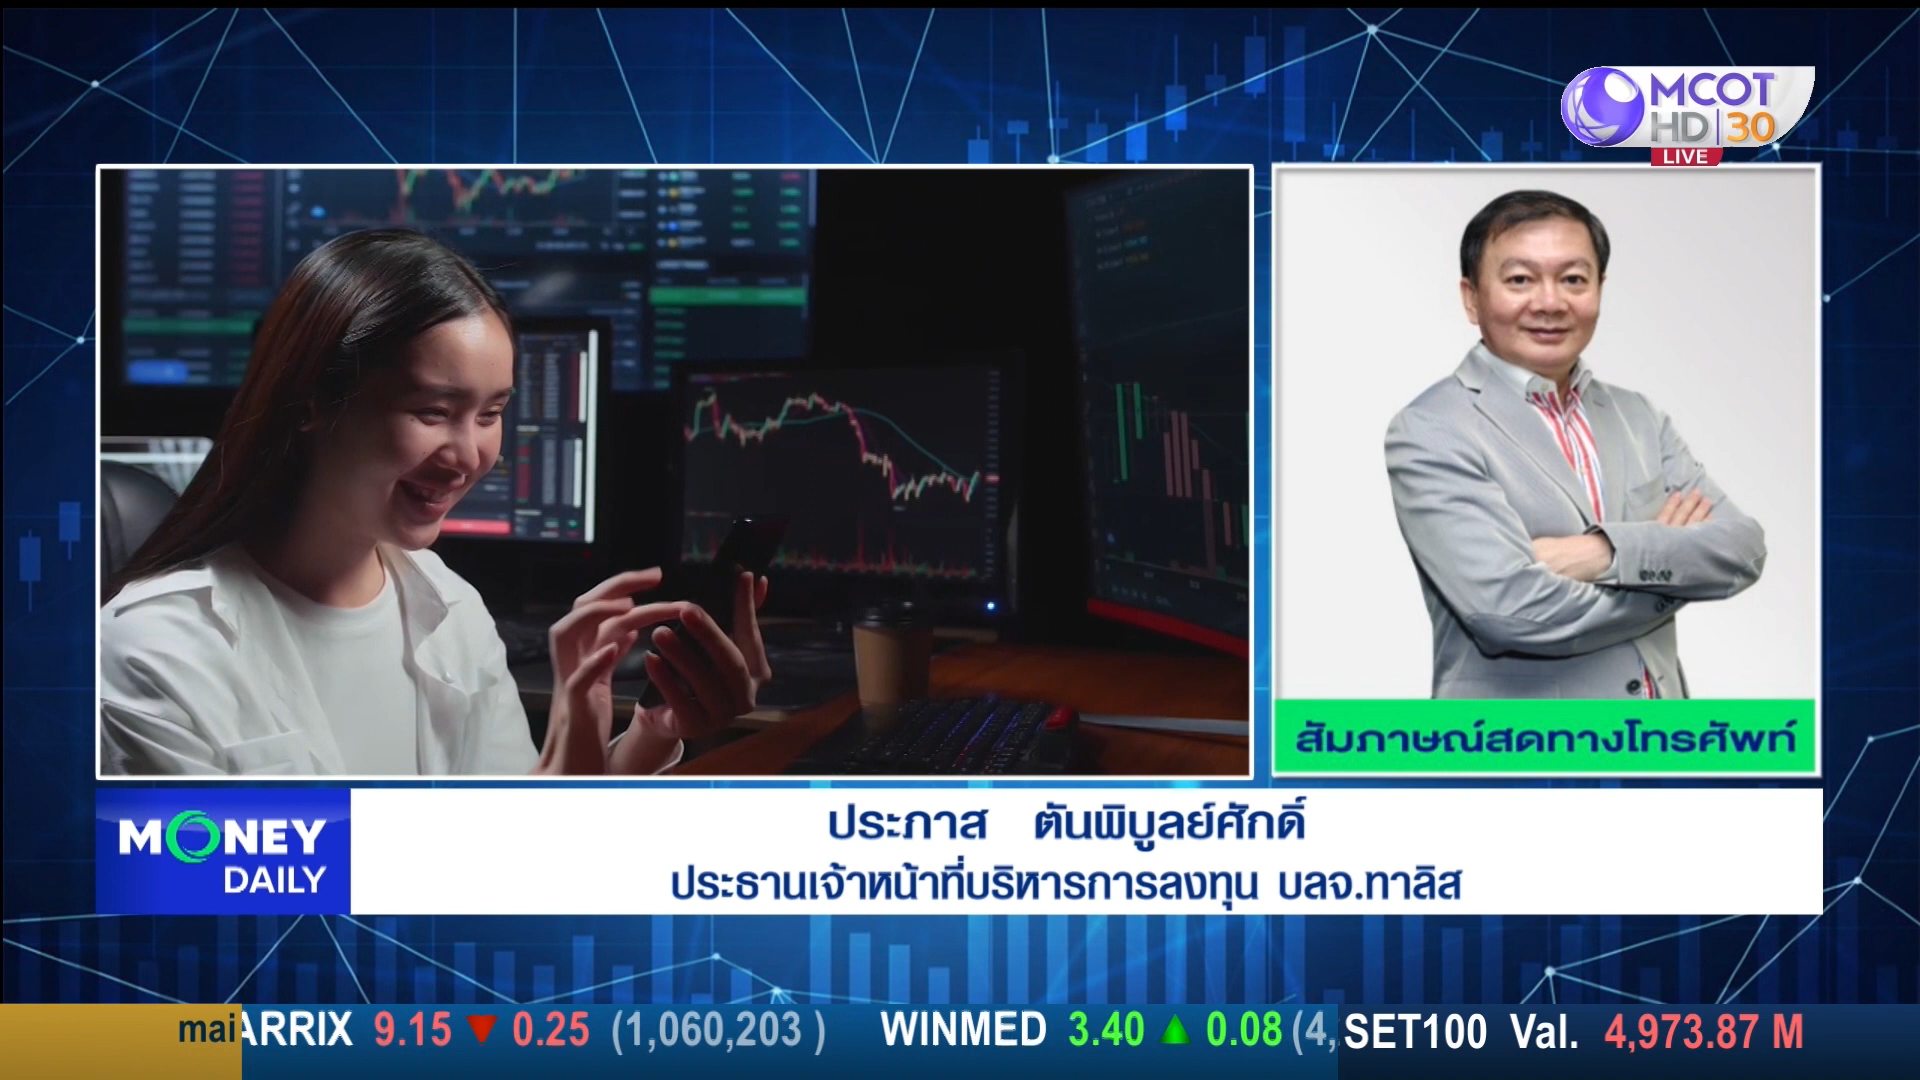 MCOT
HD 30
LIVE
สัมภาษณ์สดทางโทรศัพท์
MONEY
DAILY
ประภาส ตันพิบูลย์ศักดิ์
ประธานเจ้าหน้าที่บริหารการลงทุน บลจ.ทาลิส
mai ARRIX 9.15 ▼ 0.25 (1,060,203 ) WINMED 3.40 ▲ 0.08 (4, SET100 Val. 4,973.87 M